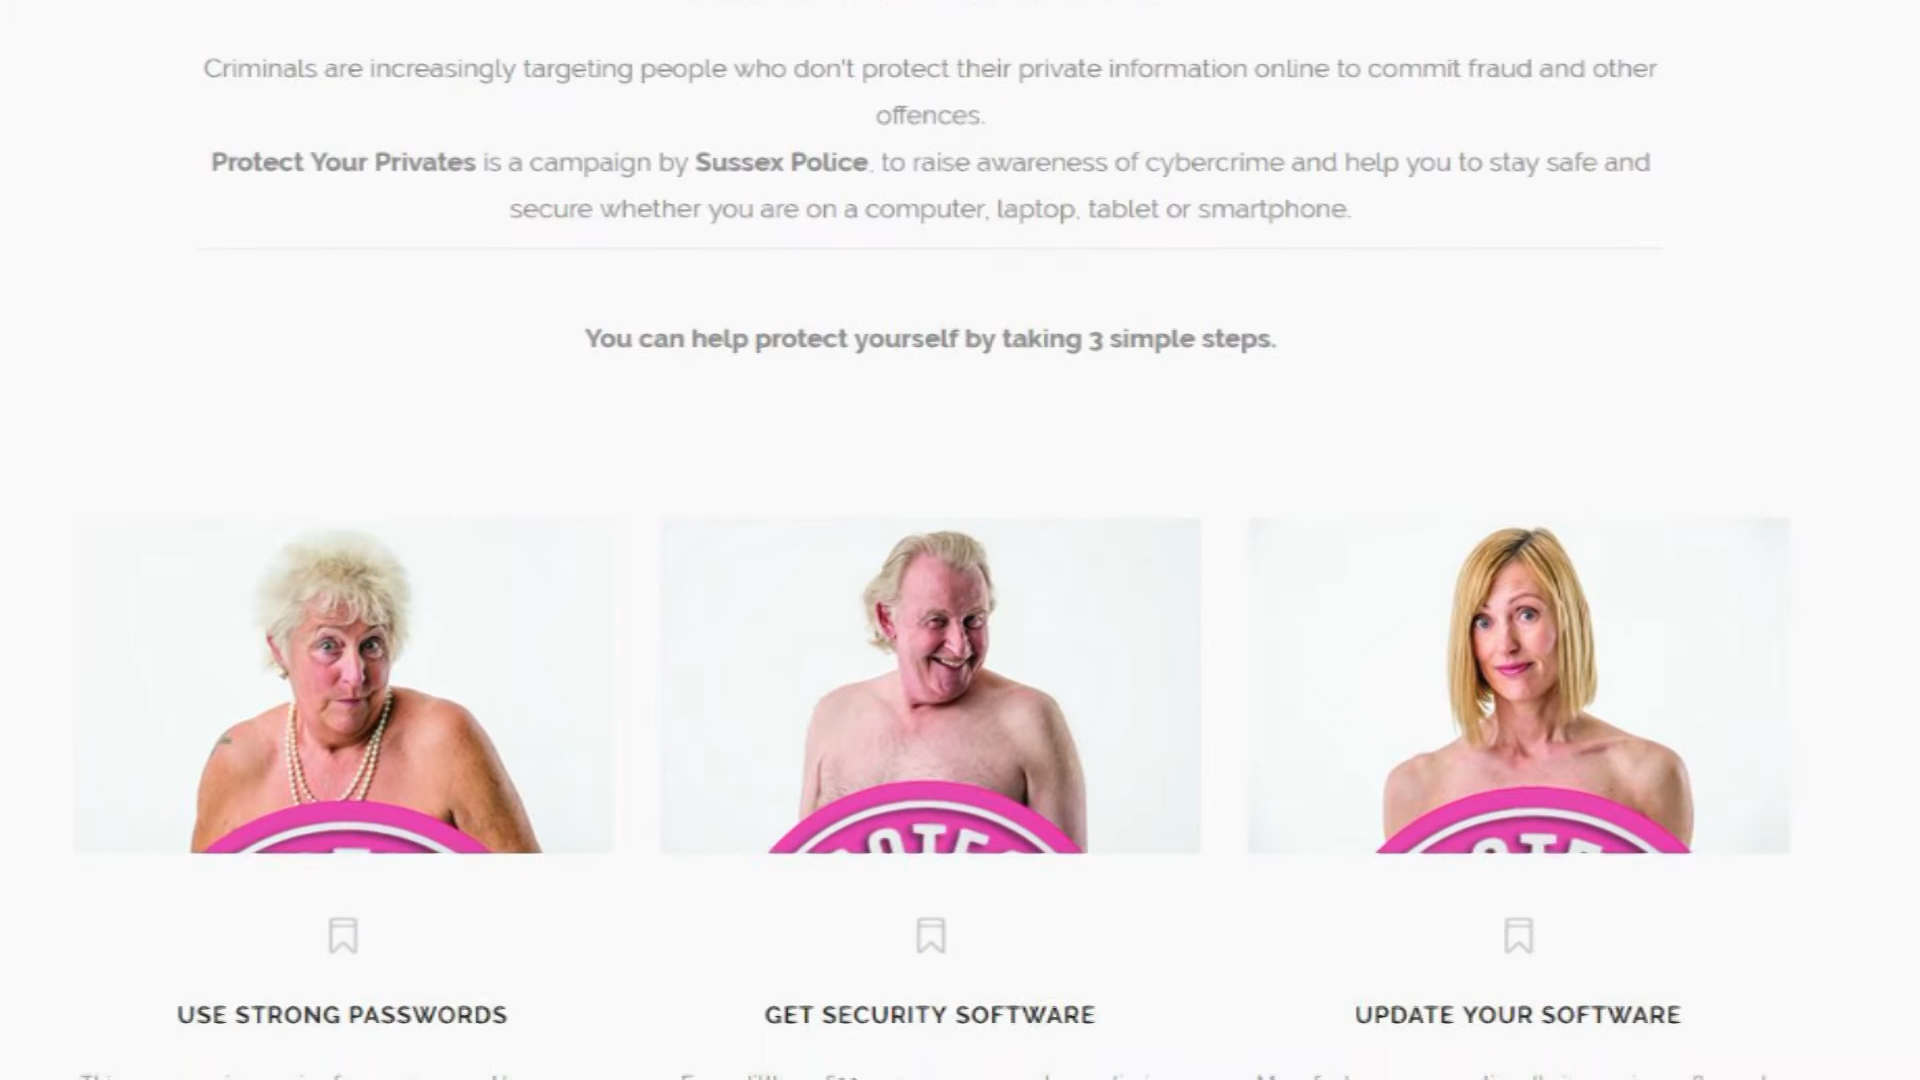 Criminals are increasingly targeting people who don't protect their private information online to commit fraud and other
offences.
Protect Your Privates is a campaign by Sussex Police, to raise awareness of cybercrime and help you to stay safe and
secure whether you are on a computer, laptop, tablet or smartphone.
You can help protect yourself by taking 3 simple steps.
USE STRONG PASSWORDS
GET SECURITY SOFTWARE
UPDATE YOUR SOFTWARE